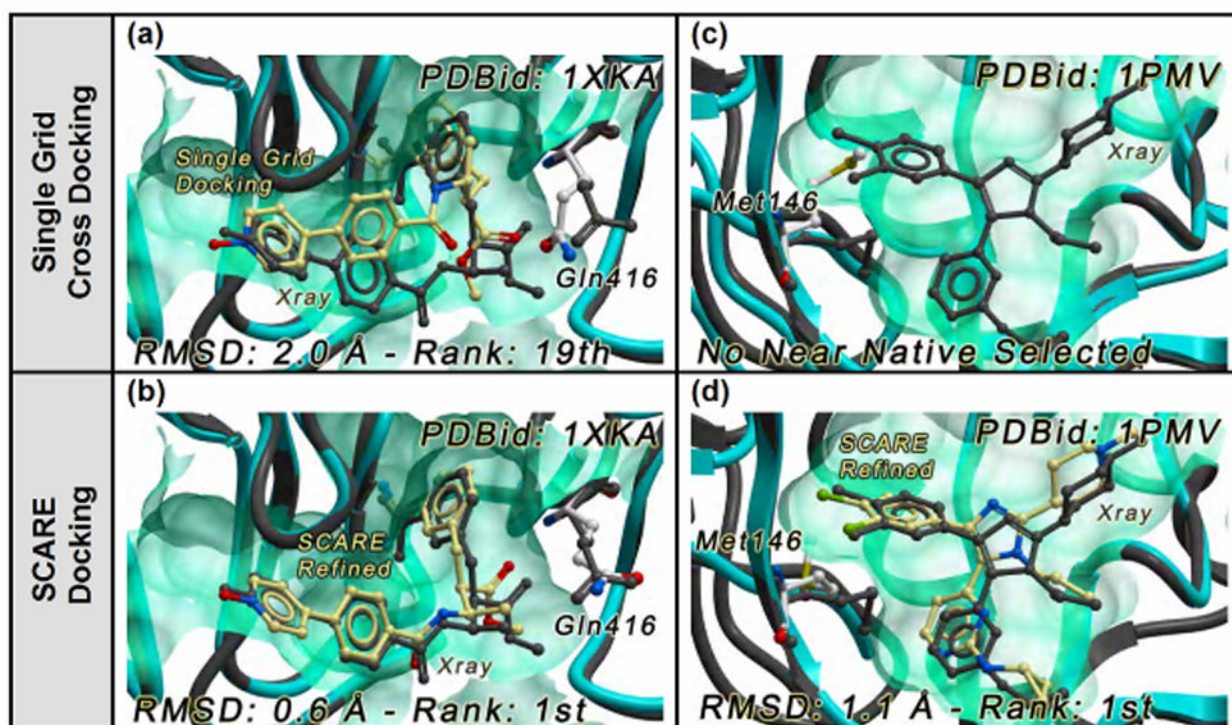 Single Grid
Cross Docking
(a)
PDBid: 1XKA
Single Grid
Docking
Xray
Gln416
RMSD: 2.0 Å - Rank: 19th
(c)
PDBid: 1PMV
Xray
Met146
No Near Native Selected
SCARE
Docking
(b)
PDBid: 1XKA
SCARE
Refined
Gln416
Xray
RMSD: 0.6 Å - Rank: 1st
(d)
PDBid: 1PMV
SCARE
Refined
Xray
Met146
RMSD: 1.1 Å - Rank: 1st